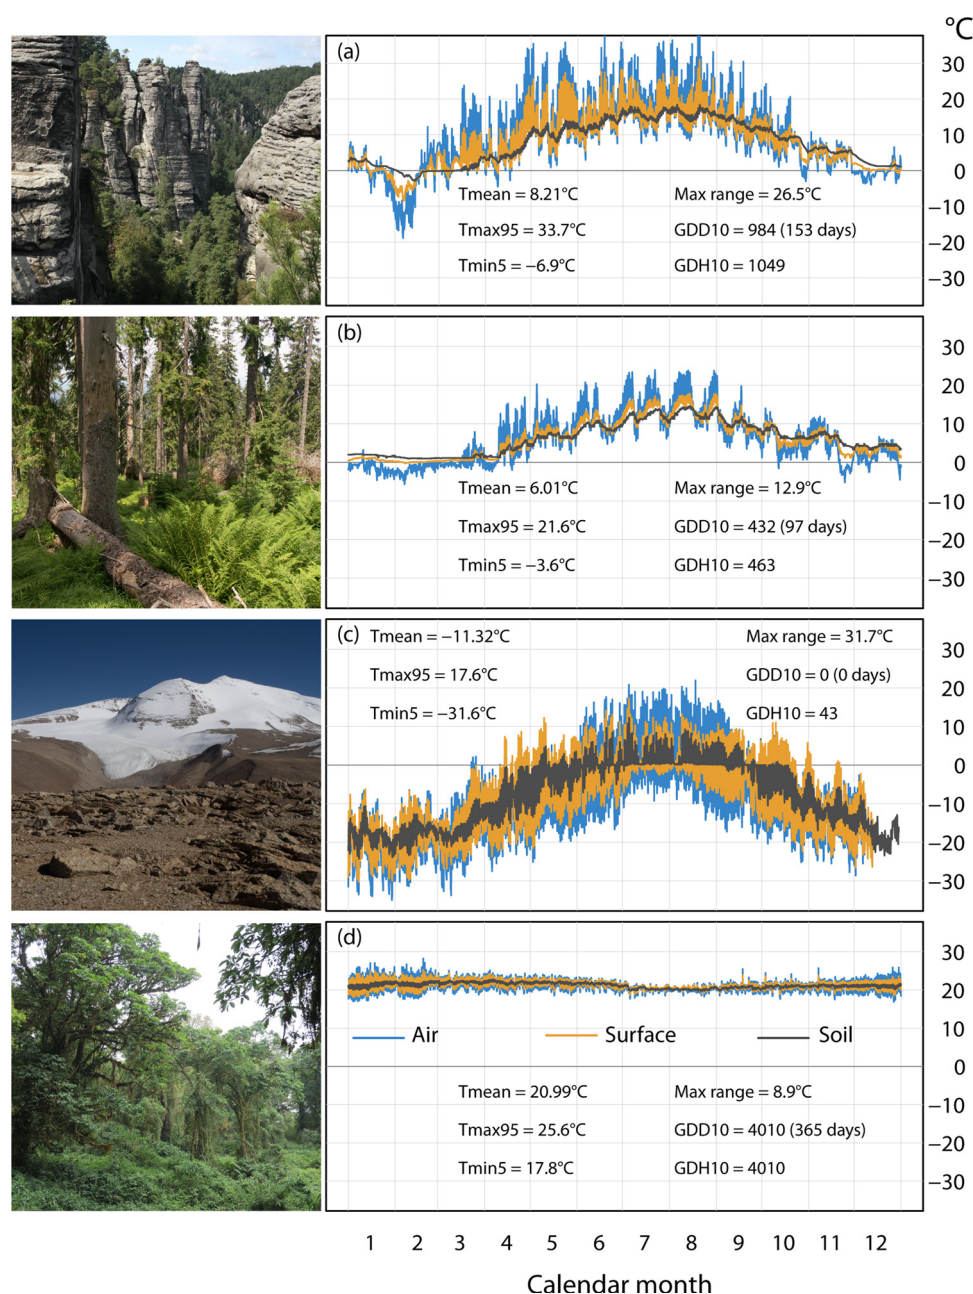 °C
(a)
30
20
10
0
−10
−20
−30
Tmean = 8.21°C
Max range = 26.5°C
Tmax95 = 33.7°C
GDD10 = 984 (153 days)
Tmin5 = −6.9°C
GDH10 = 1049
(b)
30
20
10
0
−10
−20
−30
Tmean = 6.01°C
Max range = 12.9°C
Tmax95 = 21.6°C
GDD10 = 432 (97 days)
Tmin5 = −3.6°C
GDH10 = 463
(c)
Tmean = −11.32°C
Max range = 31.7°C
Tmax95 = 17.6°C
GDD10 = 0 (0 days)
Tmin5 = −31.6°C
GDH10 = 43
30
20
10
0
−10
−20
−30
(d)
30
20
10
0
−10
−20
−30
Air
Surface
Soil
Tmean = 20.99°C
Max range = 8.9°C
Tmax95 = 25.6°C
GDD10 = 4010 (365 days)
Tmin5 = 17.8°C
GDH10 = 4010
1 2 3 4 5 6 7 8 9 10 11 12
Calendar month